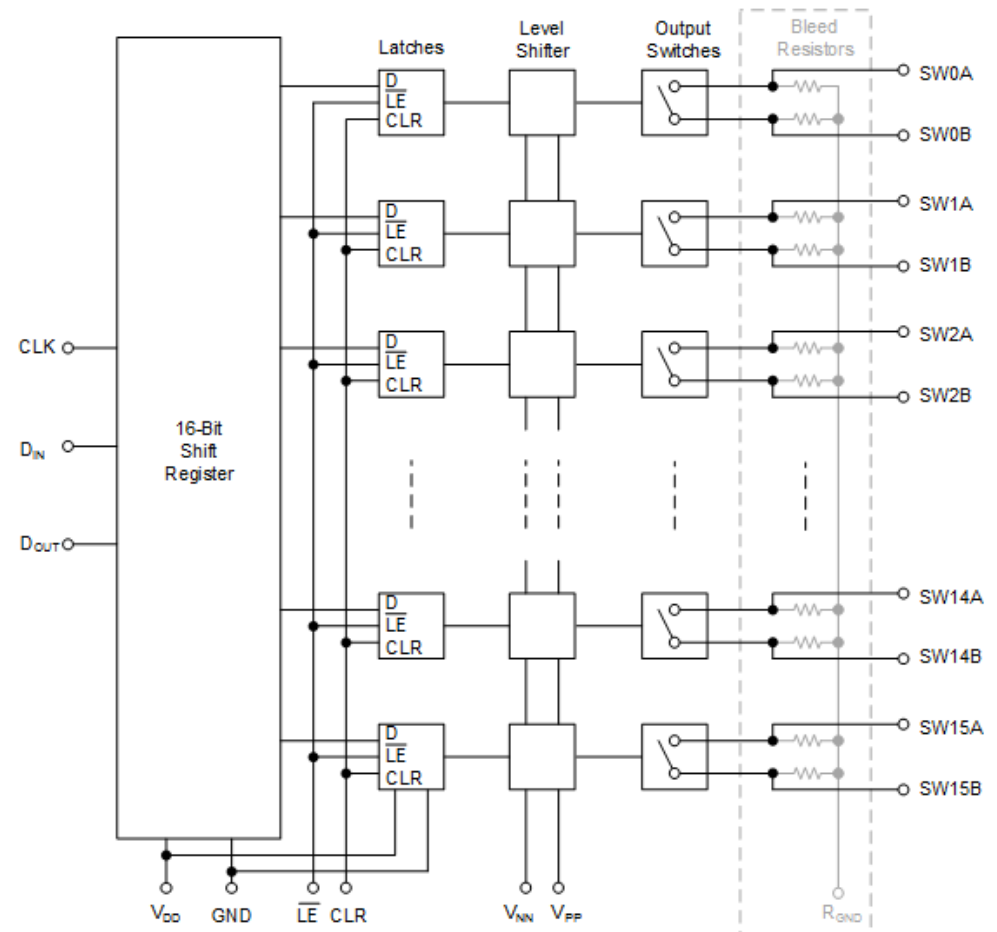 Latches
Level
Shifter
Output
Switches
Bleed
Resistors
D
LE
CLR
SW0A
SW0B
D
LE
CLR
SW1A
SW1B
D
LE
CLR
SW2A
SW2B
CLK
DIN
DOUT
16-Bit
Shift
Register
D
LE
CLR
SW14A
SW14B
D
LE
CLR
SW15A
SW15B
VDD
GND
LE
CLR
VNN
VPP
RGND